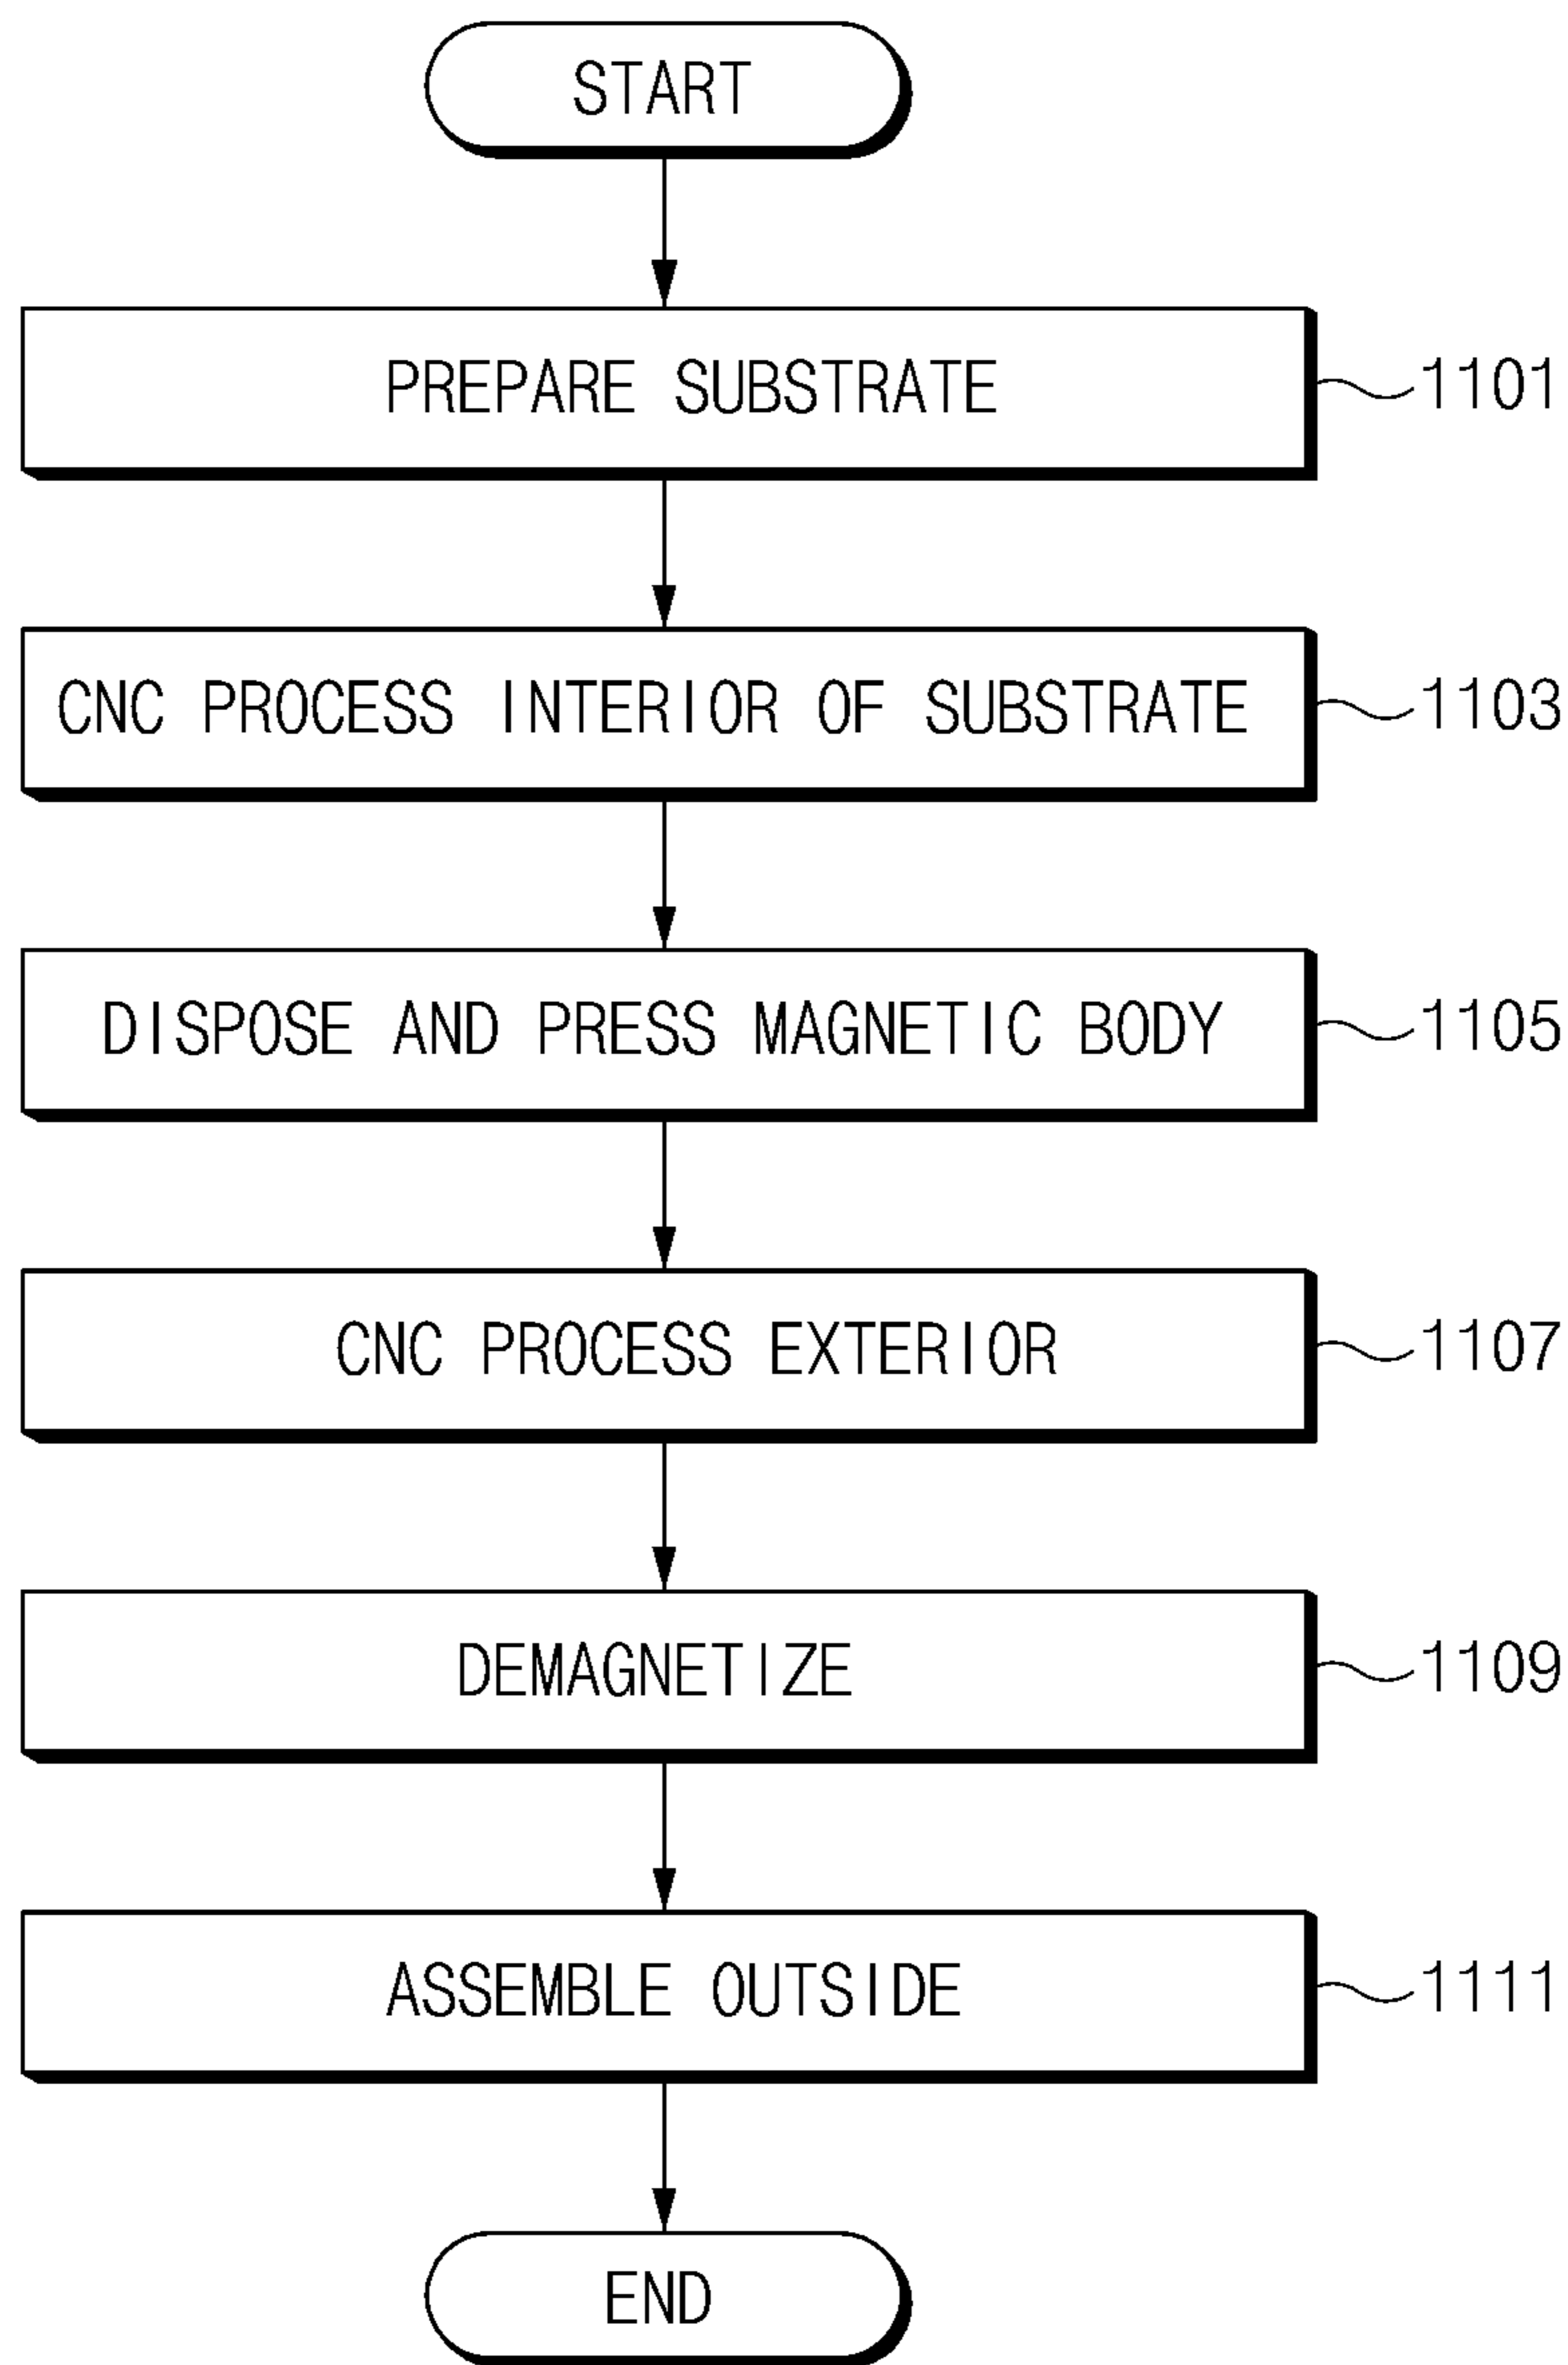 START
PREPARE SUBSTRATE
1101
CNC PROCESS INTERIOR OF SUBSTRATE
1103
DISPOSE AND PRESS MAGNETIC BODY
1105
CNC PROCESS EXTERIOR
1107
DEMAGNETIZE
1109
ASSEMBLE OUTSIDE
1111
END